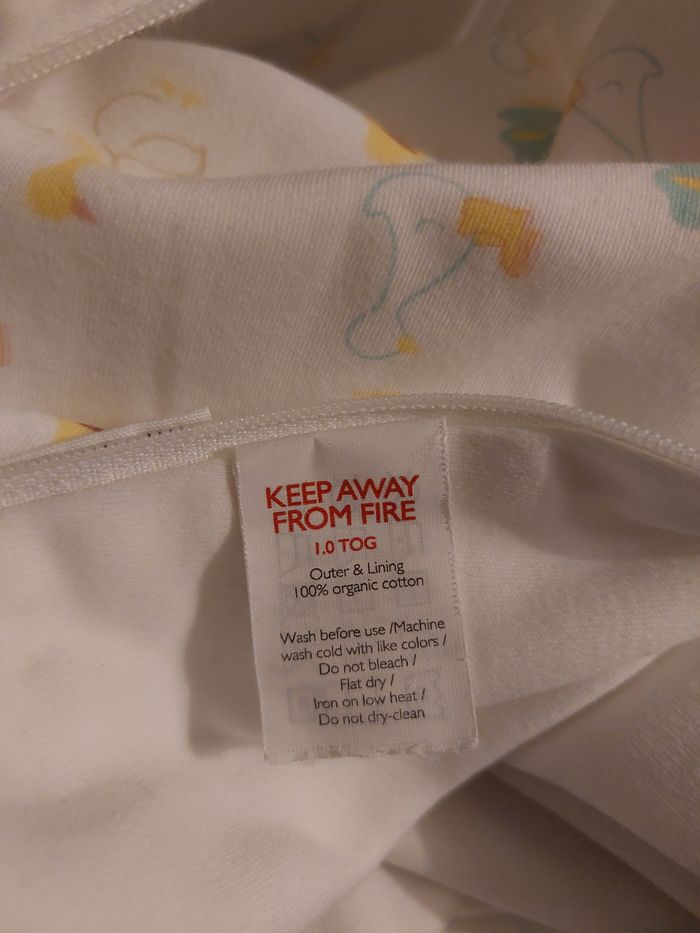 KEEP AWAY
FROM FIRE
1.0 TOG
Outer & Lining
100% organic cotton
Wash before use /Machine
wash cold with like colors /
Do not bleach /
Flat dry /
Iron on low heat /
Do not dry-clean